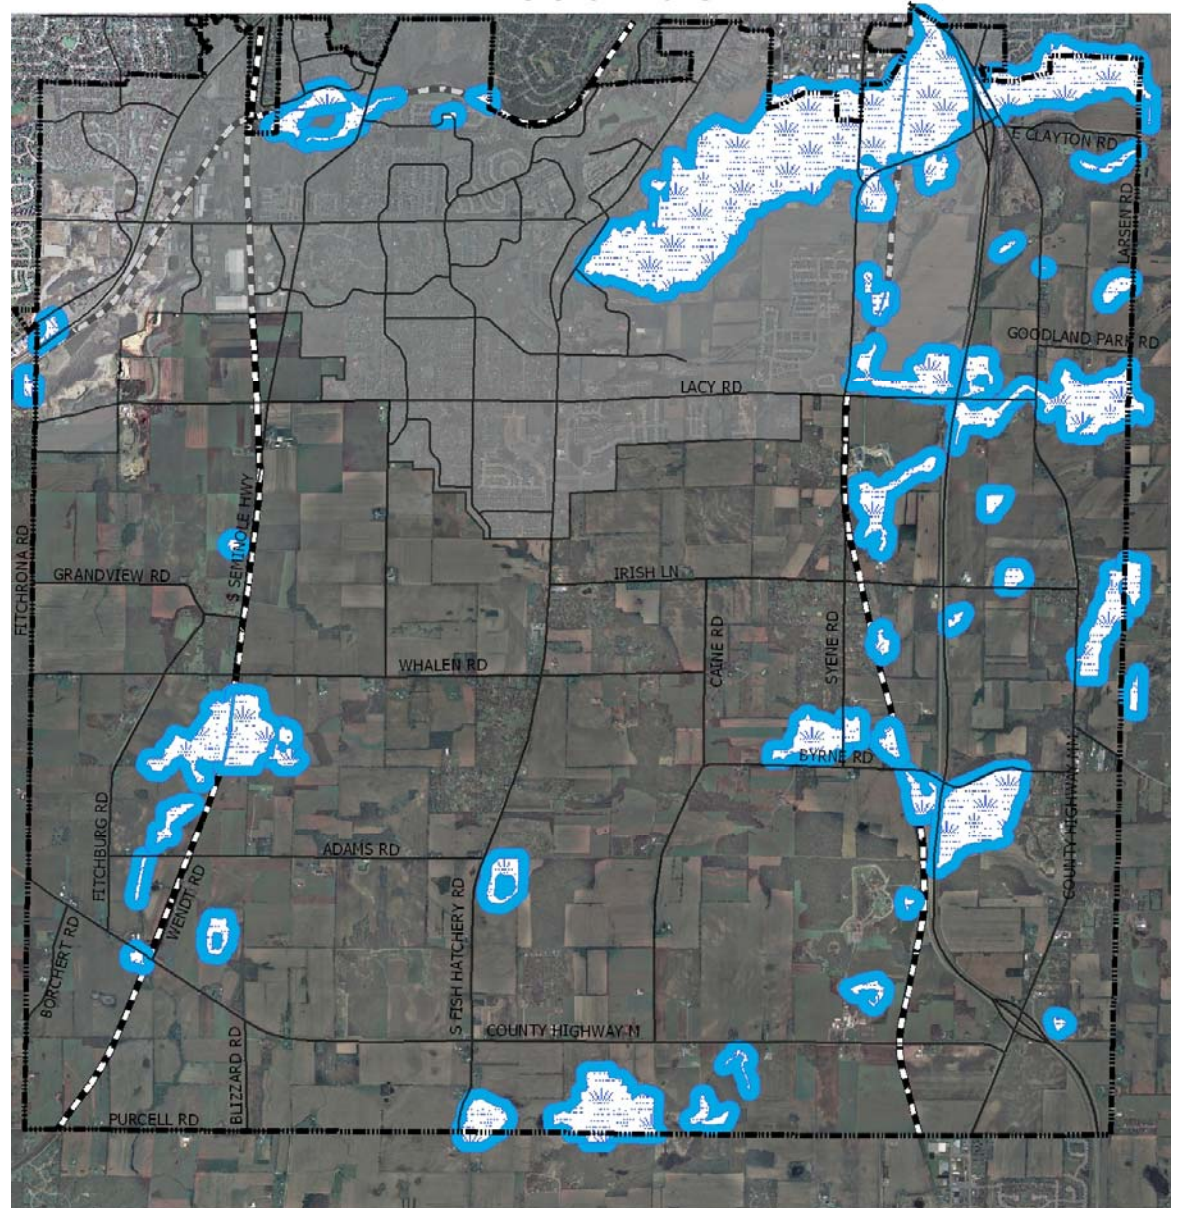 E CLAYTON RD
LARSEN RD
GOODLAND PARK RD
LACY RD
S SEMINOLE HWY
FITCHRONA RD
GRANDVIEW RD
IRISH LN
CAINE RD
SYENE RD
WHALEN RD
BYRNE RD
COUNTY HIGHWAY MM
FITCHBURG RD
ADAMS RD
WENDT RD
S FISH HATCHERY RD
BORCHERT RD
COUNTY HIGHWAY M
BLIZZARD RD
PURCELL RD